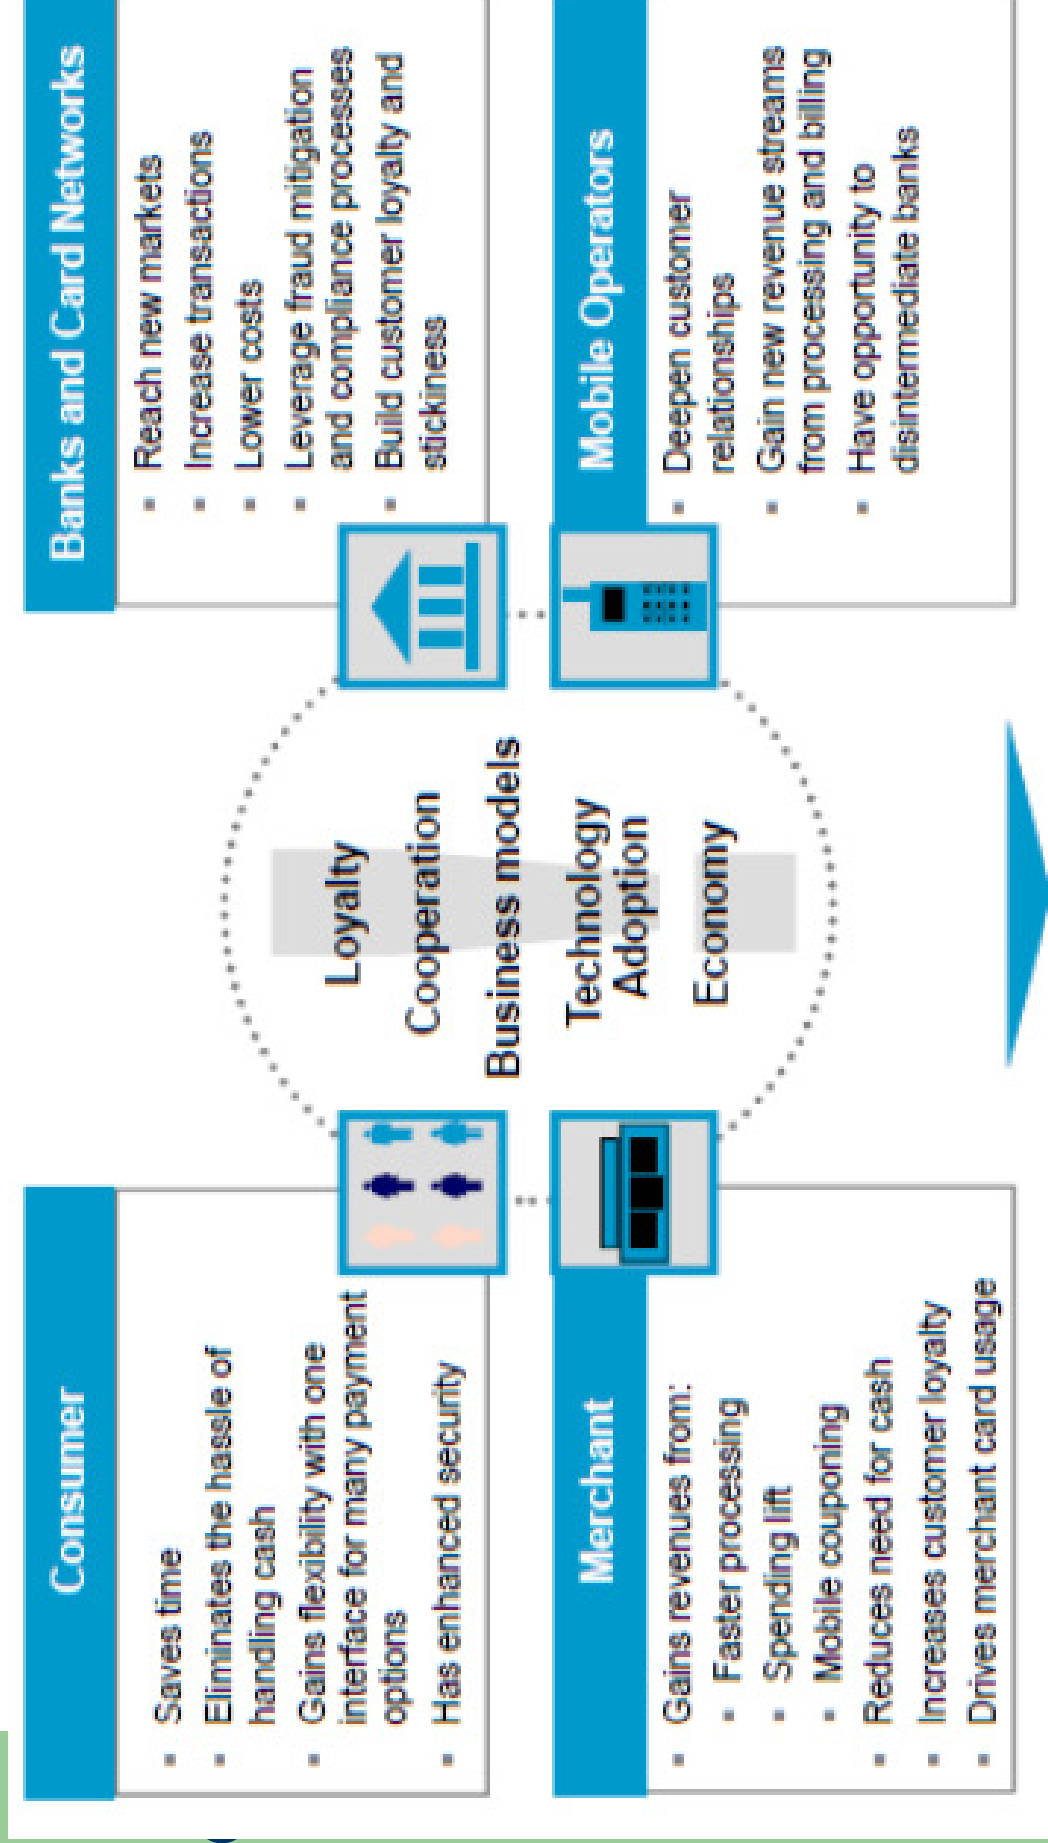 Consumer
Saves time
Eliminates the hassle of
handling cash
Gains flexibility with one
interface for many payment
options
Has enhanced security
Banks and Card Networks
Reach new markets
Increase transactions
Lower costs
Leverage fraud mitigation
and compliance processes
Build customer loyalty and
stickiness
Loyalty
Cooperation
Business models
Technology
Adoption
Economy
Merchant
Gains revenues from:
Faster processing
Spending lift
Mobile couponing
Reduces need for cash
Increases customer loyalty
Drives merchant card usage
Mobile Operators
Deepen customer
relationships
Gain new revenue streams
from processing and billing
Have opportunity to
disintermediate banks